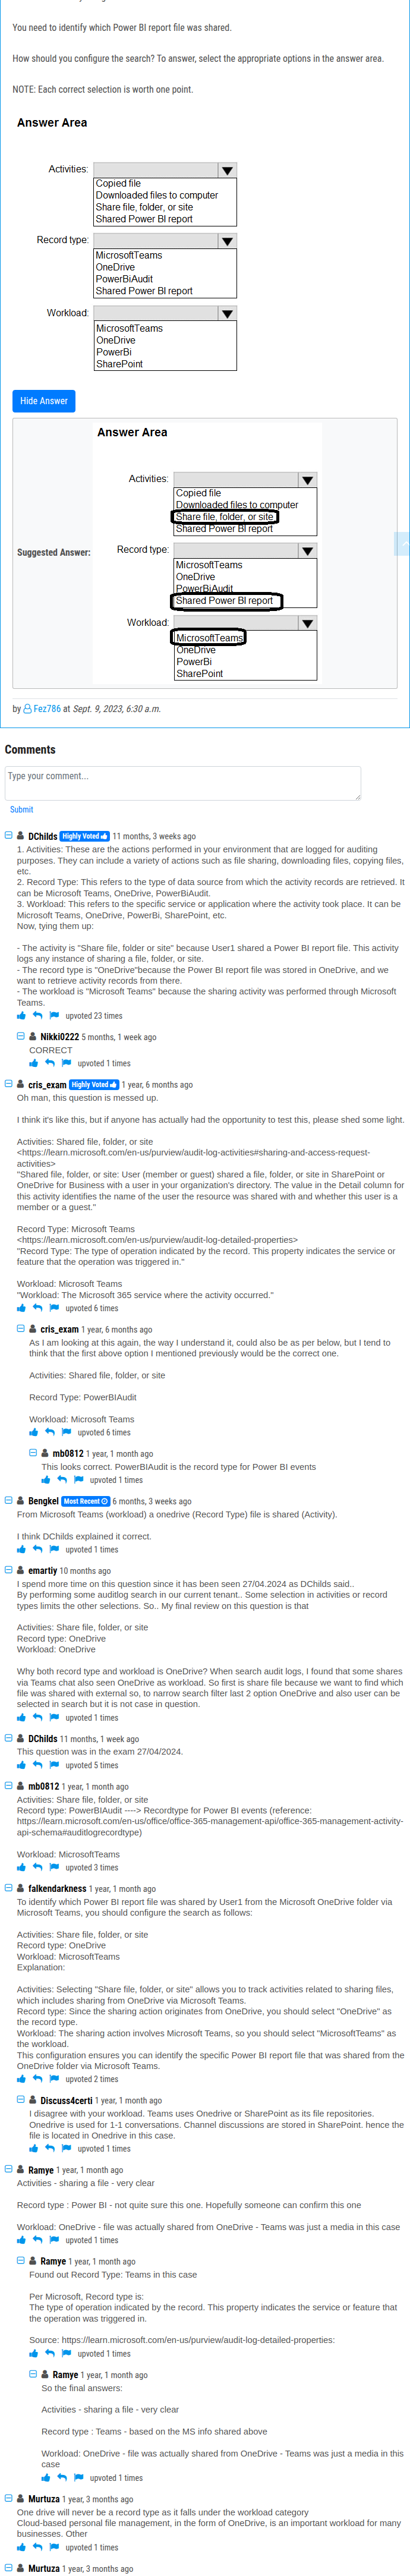 You need to identify which Power BI report file was shared.
How should you configure the search? To answer, select the appropriate options in the answer area.
NOTE: Each correct selection is worth one point.
Answer Area
Activities:
Copied file
Downloaded files to computer
Share file, folder, or site
Shared Power BI report
Record type:
MicrosoftTeams
OneDrive
PowerBiAudit
Shared Power BI report
Workload:
MicrosoftTeams
OneDrive
PowerBi
SharePoint
Hide Answer
Suggested Answer:
Answer Area
Activities:
Copied file
Downloaded files to computer
Share file, folder, or site
Shared Power BI report
Record type:
MicrosoftTeams
OneDrive
PowerBiAudit
Shared Power BI report
Workload:
MicrosoftTeams
OneDrive
PowerBi
SharePoint
by Fez786 at Sept. 9, 2023, 6:30 a.m.
Comments
Type your comment...
Submit
DChilds Highly Voted 11 months, 3 weeks ago
1. Activities: These are the actions performed in your environment that are logged for auditing
purposes. They can include a variety of actions such as file sharing, downloading files, copying files,
etc.
2. Record Type: This refers to the type of data source from which the activity records are retrieved. It
can be Microsoft Teams, OneDrive, PowerBiAudit.
3. Workload: This refers to the specific service or application where the activity took place. It can be
Microsoft Teams, OneDrive, PowerBi, SharePoint, etc.
Now, tying them up:
- The activity is "Share file, folder or site" because User1 shared a Power BI report file. This activity
logs any instance of sharing a file, folder, or site.
- The record type is "OneDrive"because the Power BI report file was stored in OneDrive, and we
want to retrieve activity records from there.
- The workload is "Microsoft Teams" because the sharing activity was performed through Microsoft
Teams.
upvoted 23 times
Nikki0222 5 months, 1 week ago
CORRECT
upvoted 1 times
cris_exam Highly Voted 1 year, 6 months ago
Oh man, this question is messed up.
I think it's like this, but if anyone has actually had the opportunity to test this, please shed some light.
Activities: Shared file, folder, or site
<https://learn.microsoft.com/en-us/purview/audit-log-activities#sharing-and-access-request-
activities>
"Shared file, folder, or site: User (member or guest) shared a file, folder, or site in SharePoint or
OneDrive for Business with a user in your organization's directory. The value in the Detail column for
this activity identifies the name of the user the resource was shared with and whether this user is a
member or a guest."
Record Type: Microsoft Teams
<https://learn.microsoft.com/en-us/purview/audit-log-detailed-properties>
"Record Type: The type of operation indicated by the record. This property indicates the service or
feature that the operation was triggered in."
Workload: Microsoft Teams
"Workload: The Microsoft 365 service where the activity occurred."
upvoted 6 times
cris_exam 1 year, 6 months ago
As I am looking at this again, the way I understand it, could also be as per below, but I tend to
think that the first above option I mentioned previously would be the correct one.
Activities: Shared file, folder, or site
Record Type: PowerBIAudit
Workload: Microsoft Teams
upvoted 6 times
mb0812 1 year, 1 month ago
This looks correct. PowerBIAudit is the record type for Power BI events
upvoted 1 times
Bengkel Most Recent 6 months, 3 weeks ago
From Microsoft Teams (workload) a onedrive (Record Type) file is shared (Activity).
I think DChilds explained it correct.
upvoted 1 times
emartiy 10 months ago
I spend more time on this question since it has been seen 27/04.2024 as DChilds said..
By performing some auditlog search in our current tenant.. Some selection in activities or record
types limits the other selections. So.. My final review on this question is that
Activities: Share file, folder, or site
Record type: OneDrive
Workload: OneDrive
Why both record type and workload is OneDrive? When search audit logs, I found that some shares
via Teams chat also seen OneDrive as workload. So first is share file because we want to find which
file was shared with external so, to narrow search filter last 2 option OneDrive and also user can be
selected in search but it is not case in question.
upvoted 1 times
DChilds 11 months, 1 week ago
This question was in the exam 27/04/2024.
upvoted 5 times
mb0812 1 year, 1 month ago
Activities: Share file, folder, or site
Record type: PowerBIAudit ----> Recordtype for Power BI events (reference:
https://learn.microsoft.com/en-us/office/office-365-management-api/office-365-management-activity-
api-schema#auditlogrecordtype)
Workload: MicrosoftTeams
upvoted 3 times
falkendarkness 1 year, 1 month ago
To identify which Power BI report file was shared by User1 from the Microsoft OneDrive folder via
Microsoft Teams, you should configure the search as follows:
Activities: Share file, folder, or site
Record type: OneDrive
Workload: MicrosoftTeams
Explanation:
Activities: Selecting "Share file, folder, or site" allows you to track activities related to sharing files,
which includes sharing from OneDrive via Microsoft Teams.
Record type: Since the sharing action originates from OneDrive, you should select "OneDrive" as
the record type.
Workload: The sharing action involves Microsoft Teams, so you should select "MicrosoftTeams" as
the workload.
This configuration ensures you can identify the specific Power BI report file that was shared from the
OneDrive folder via Microsoft Teams.
upvoted 2 times
Discuss4certi 1 year, 1 month ago
I disagree with your workload. Teams uses Onedrive or SharePoint as its file repositories.
Onedrive is used for 1-1 conversations. Channel discussions are stored in SharePoint. hence the
file is located in Onedrive in this case.
upvoted 1 times
Ramye 1 year, 1 month ago
Activities - sharing a file - very clear
Record type : Power BI - not quite sure this one. Hopefully someone can confirm this one
Workload: OneDrive - file was actually shared from OneDrive - Teams was just a media in this case
upvoted 1 times
Ramye 1 year, 1 month ago
Found out Record Type: Teams in this case
Per Microsoft, Record type is:
The type of operation indicated by the record. This property indicates the service or feature that
the operation was triggered in.
Source: https://learn.microsoft.com/en-us/purview/audit-log-detailed-properties:
upvoted 1 times
Ramye 1 year, 1 month ago
So the final answers:
Activities - sharing a file - very clear
Record type : Teams - based on the MS info shared above
Workload: OneDrive - file was actually shared from OneDrive - Teams was just a media in this
case
upvoted 1 times
Murtuza 1 year, 3 months ago
One drive will never be a record type as it falls under the workload category
Cloud-based personal file management, in the form of OneDrive, is an important workload for many
businesses. Other
upvoted 1 times
Murtuza 1 year, 3 months ago